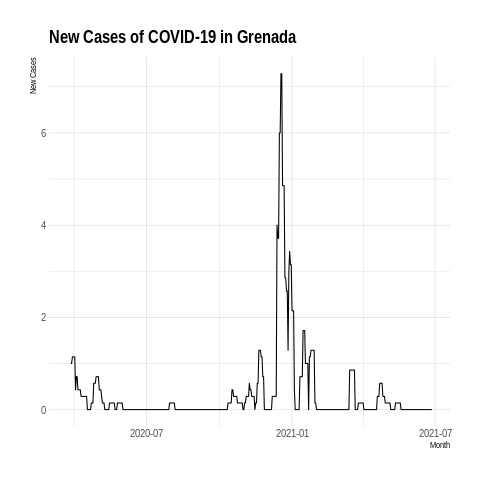 New Cases of COVID-19 in Grenada
New Cases
6
4
2
0
2020-07
2021-01
2021-07
Month